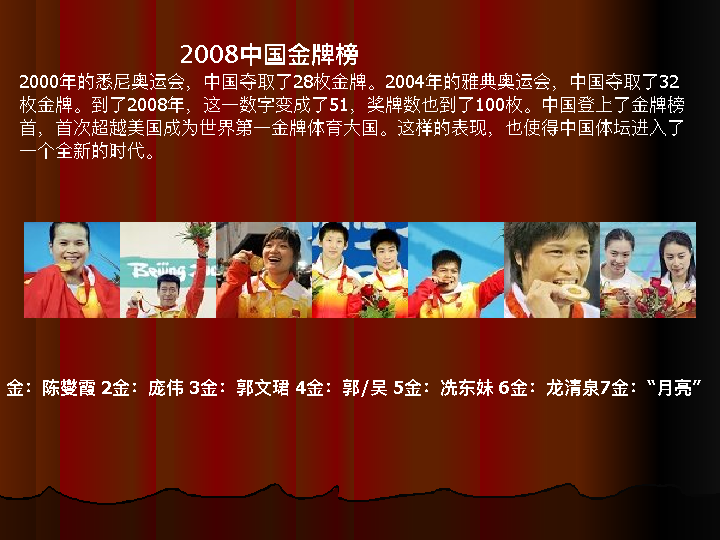 2008中国金牌榜
2000年的悉尼奥运会，中国夺取了28枚金牌。2004年的雅典奥运会，中国夺取了32
枚金牌。到了2008年，这一数字变成了51，奖牌数也到了100枚。中国登上了金牌榜
首，首次超越美国成为世界第一金牌体育大国。这样的表现，也使得中国体坛进入了
一个全新的时代。
Beijing
金：陈燮霞 2金：庞伟 3金：郭文珺 4金：郭/吴 5金：冼东妹 6金：龙清泉7金：“月亮”